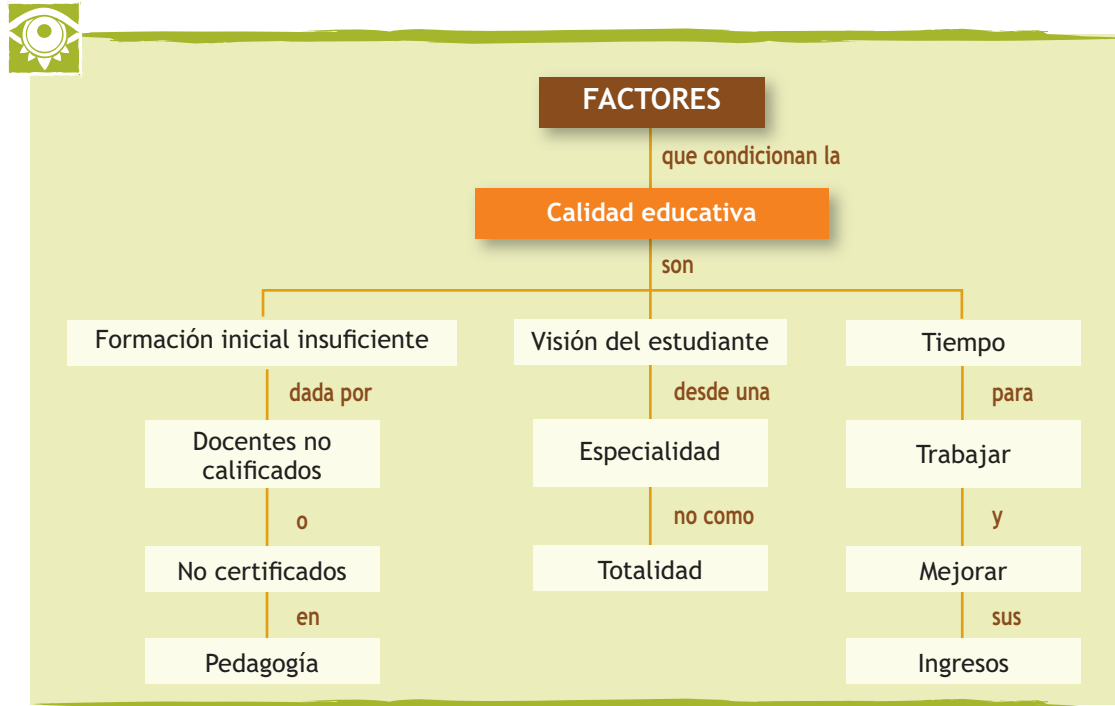 FACTORES
que condicionan la
Calidad educativa
son
Formación inicial insuficiente
Visión del estudiante
Tiempo
dada por
desde una
para
Docentes no
calificados
Especialidad
Trabajar
o
no como
y
No certificados
Totalidad
Mejorar
en
sus
Pedagogía
Ingresos